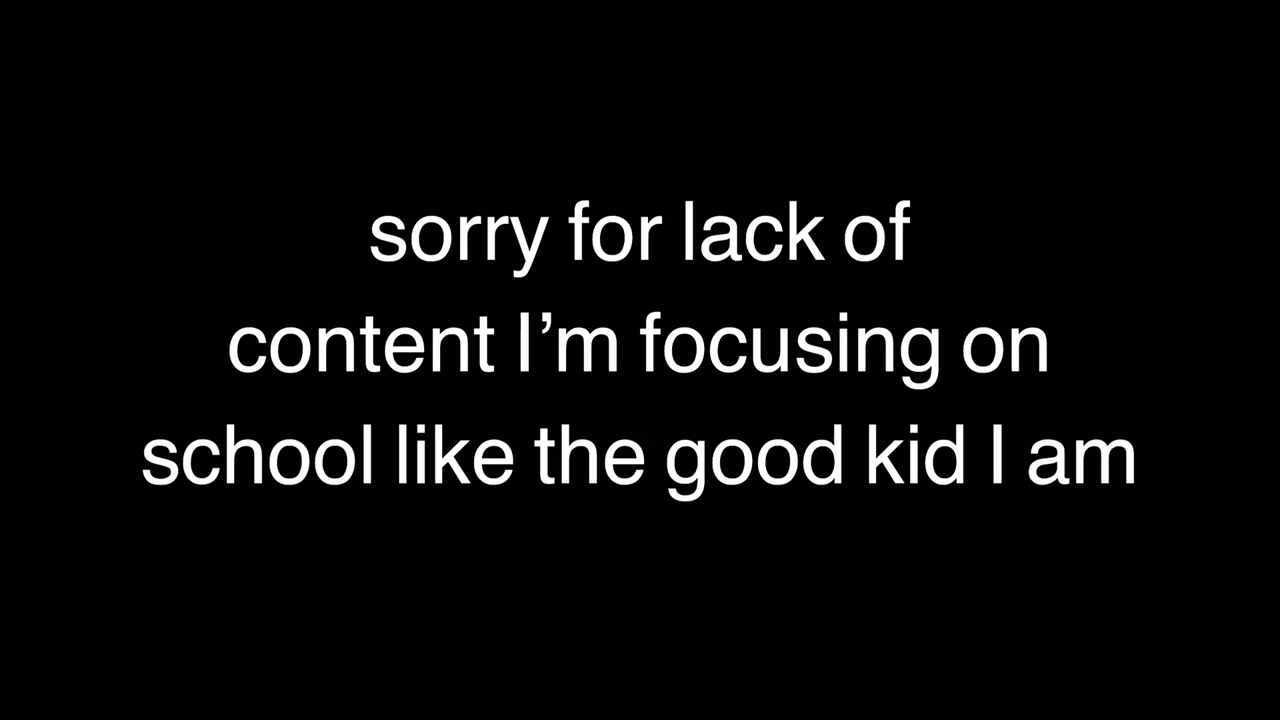 sorry for lack of
content I’m focusing on
school like the good kid I am